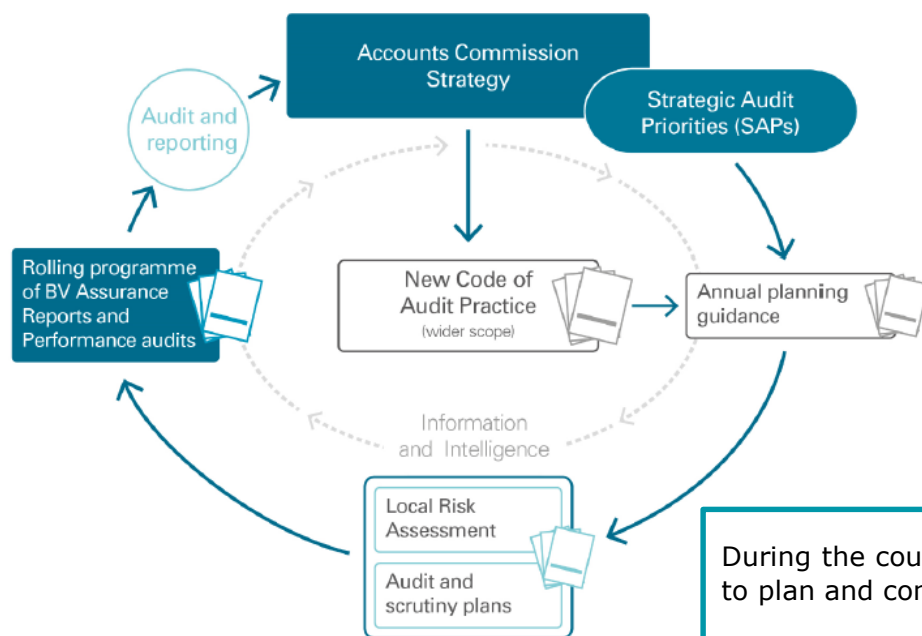 Accounts Commission
Strategy
Strategic Audit
Priorities (SAPs)
Audit and
reporting
Rolling programme
of BV Assurance
Reports and
Performance audits
New Code of
Audit Practice
(wider scope)
Annual planning
guidance
Information
and Intelligence
Local Risk
Assessment
Audit and
scrutiny plans
During the
to plan and